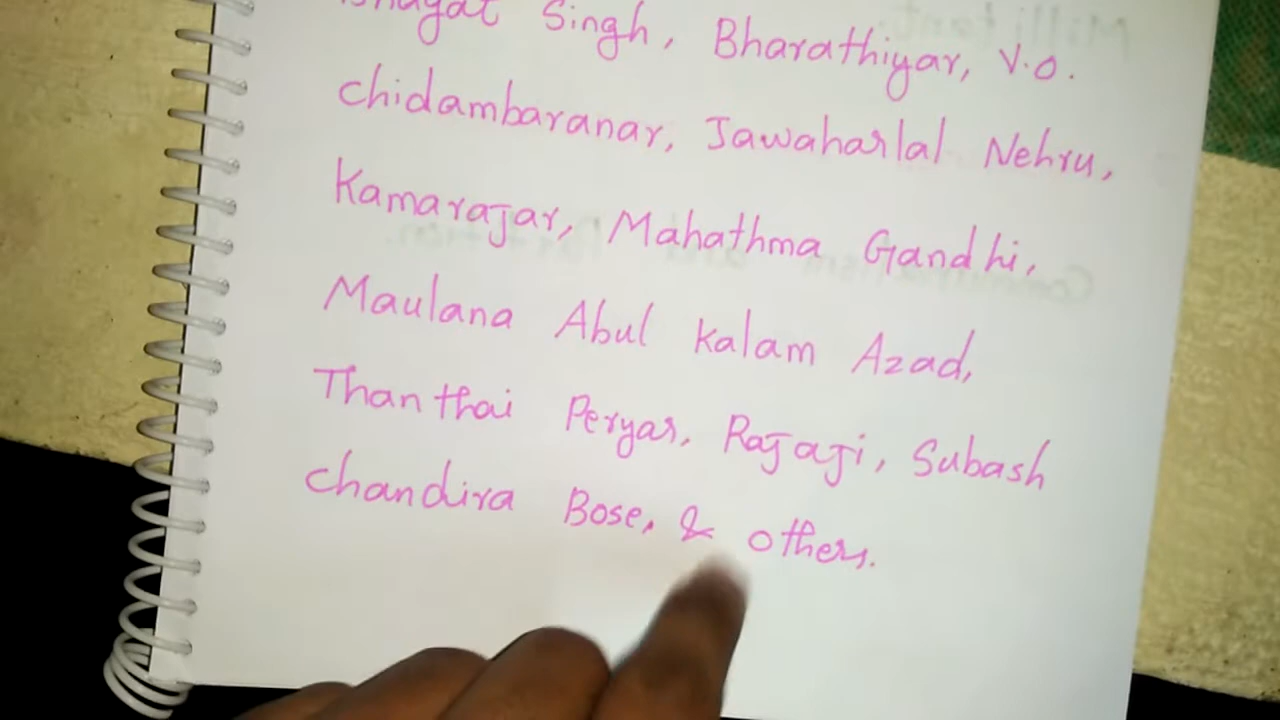 Bhagat Singh, Bharathiyar, V.O.
chidambaranar, Jawaharlal Nehru,
Kamarajar, Mahathma Gandhi,
Maulana Abul kalam Azad,
Thanthai Peryar, Rajaji, Subash
chandira Bose, & others.